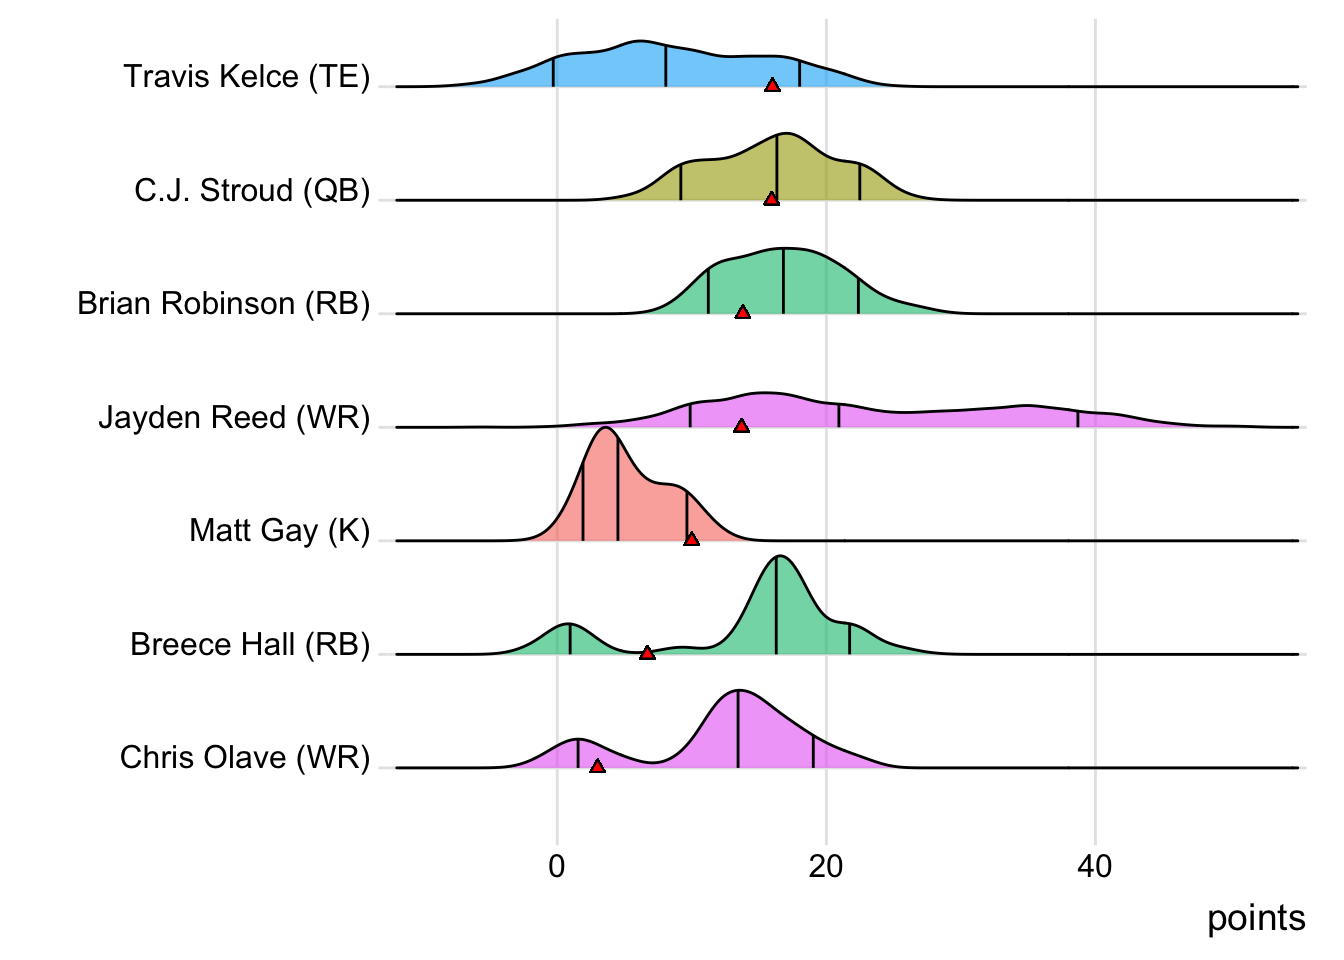 Travis Kelce (TE)
C.J. Stroud (QB)
Brian Robinson (RB)
Jayden Reed (WR)
Matt Gay (K)
Breece Hall (RB)
Chris Olave (WR)
0 20 40
points